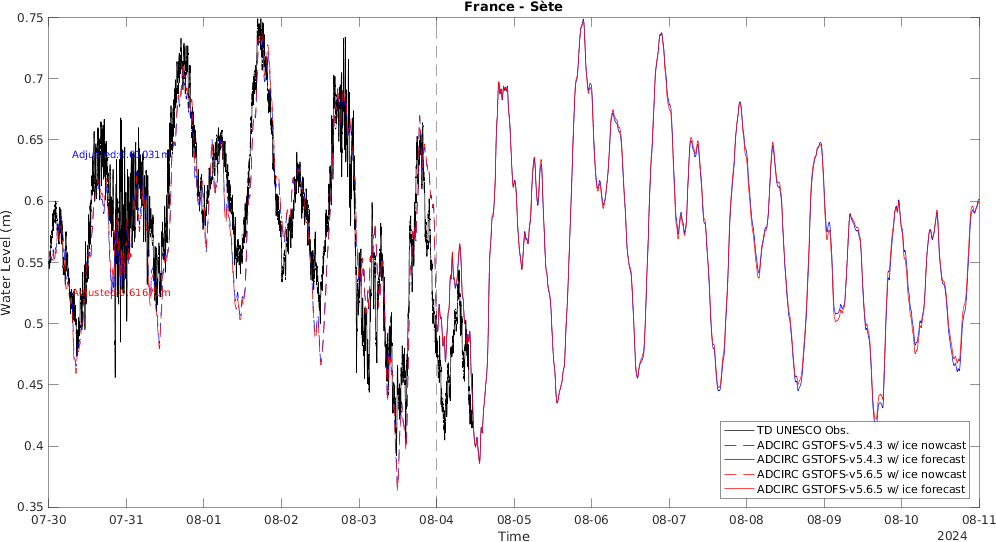 France - Sète
0.75
0.7
0.65
0.6
0.55
0.5
0.45
0.4
0.35
Water Level (m)
07-30
07-31
08-01
08-02
08-03
08-04
08-05
08-06
08-07
08-08
08-09
08-10
08-11
Time
2024
TD UNESCO Obs.
ADCIRC GSTOFS-v5.4.3 w/ ice nowcast
ADCIRC GSTOFS-v5.4.3 w/ ice forecast
ADCIRC GSTOFS-v5.6.5 w/ ice nowcast
ADCIRC GSTOFS-v5.6.5 w/ ice forecast